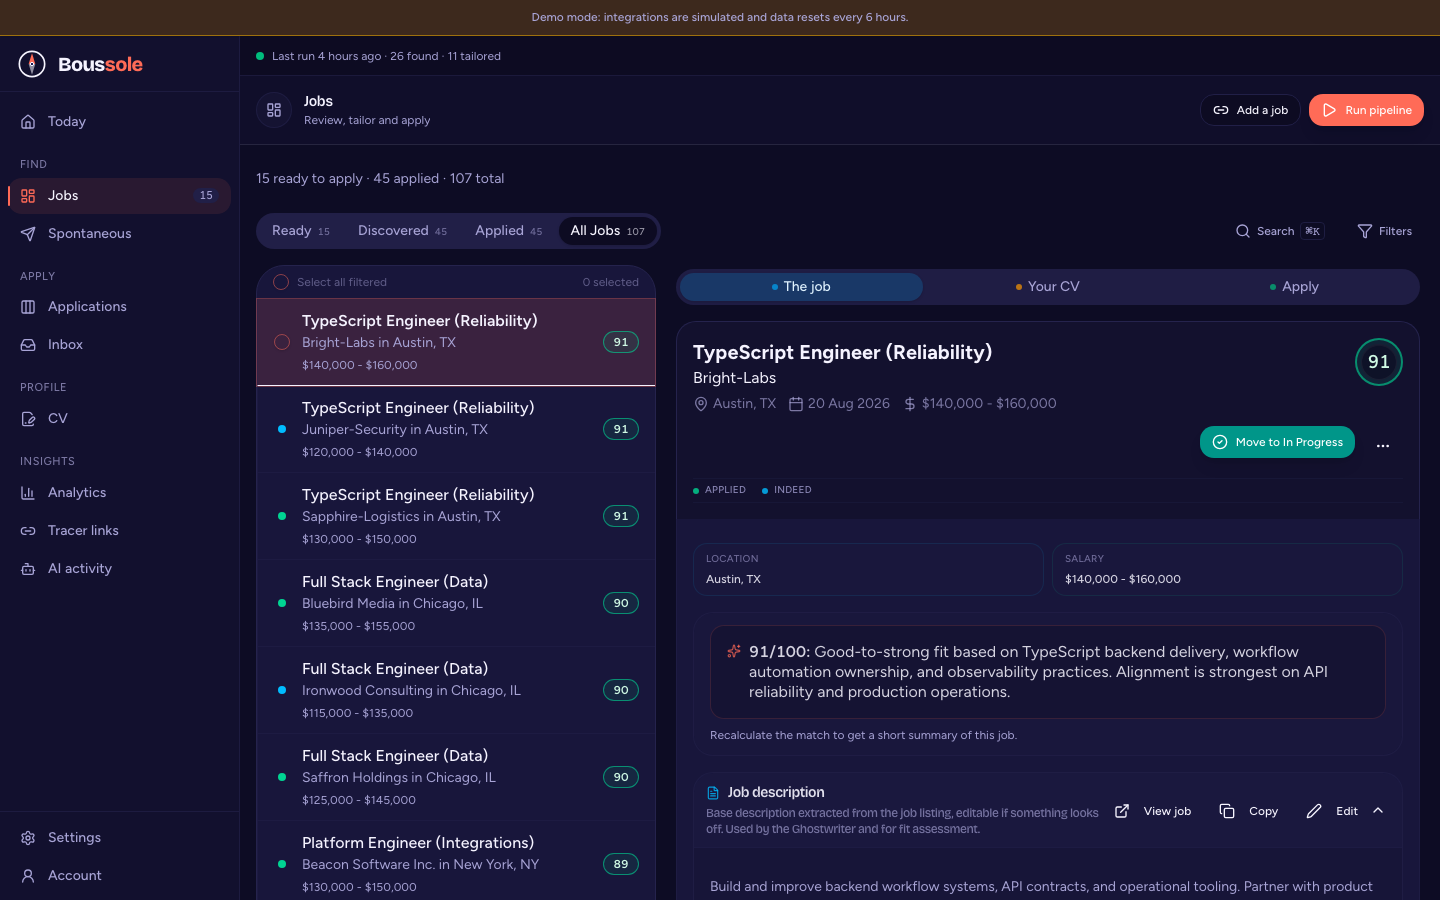 Demo mode: integrations are simulated and data resets every 6 hours.
Boussole
Last run 4 hours ago · 26 found · 11 tailored
Today
FIND
Jobs 15
Spontaneous
APPLY
Applications
Inbox
PROFILE
CV
INSIGHTS
Analytics
Tracer links
AI activity
Settings
Account
Jobs
Review, tailor and apply
Add a job
Run pipeline
15 ready to apply · 45 applied · 107 total
Ready 15 Discovered 45 Applied 45 All Jobs 107
Search ⌘K Filters
Select all filtered 0 selected
TypeScript Engineer (Reliability)
Bright-Labs in Austin, TX 91
$140,000 - $160,000
TypeScript Engineer (Reliability)
Juniper-Security in Austin, TX 91
$120,000 - $140,000
TypeScript Engineer (Reliability)
Sapphire-Logistics in Austin, TX 91
$130,000 - $150,000
Full Stack Engineer (Data)
Bluebird Media in Chicago, IL 90
$135,000 - $155,000
Full Stack Engineer (Data)
Ironwood Consulting in Chicago, IL 90
$115,000 - $135,000
Full Stack Engineer (Data)
Saffron Holdings in Chicago, IL 90
$125,000 - $145,000
Platform Engineer (Integrations)
Beacon Software Inc. in New York, NY 89
$130,000 - $150,000
The job Your CV Apply
TypeScript Engineer (Reliability) 91
Bright-Labs
Austin, TX 20 Aug 2026 $140,000 - $160,000
Move to In Progress ...
APPLIED INDEED
LOCATION
Austin, TX
SALARY
$140,000 - $160,000
91/100: Good-to-strong fit based on TypeScript backend delivery, workflow
automation ownership, and observability practices. Alignment is strongest on API
reliability and production operations.
Recalculate the match to get a short summary of this job.
Job description
Base description extracted from the job listing, editable if something looks
off. Used by the Ghostwriter and for fit assessment.
View job Copy Edit
Build and improve backend workflow systems, API contracts, and operational tooling. Partner with product